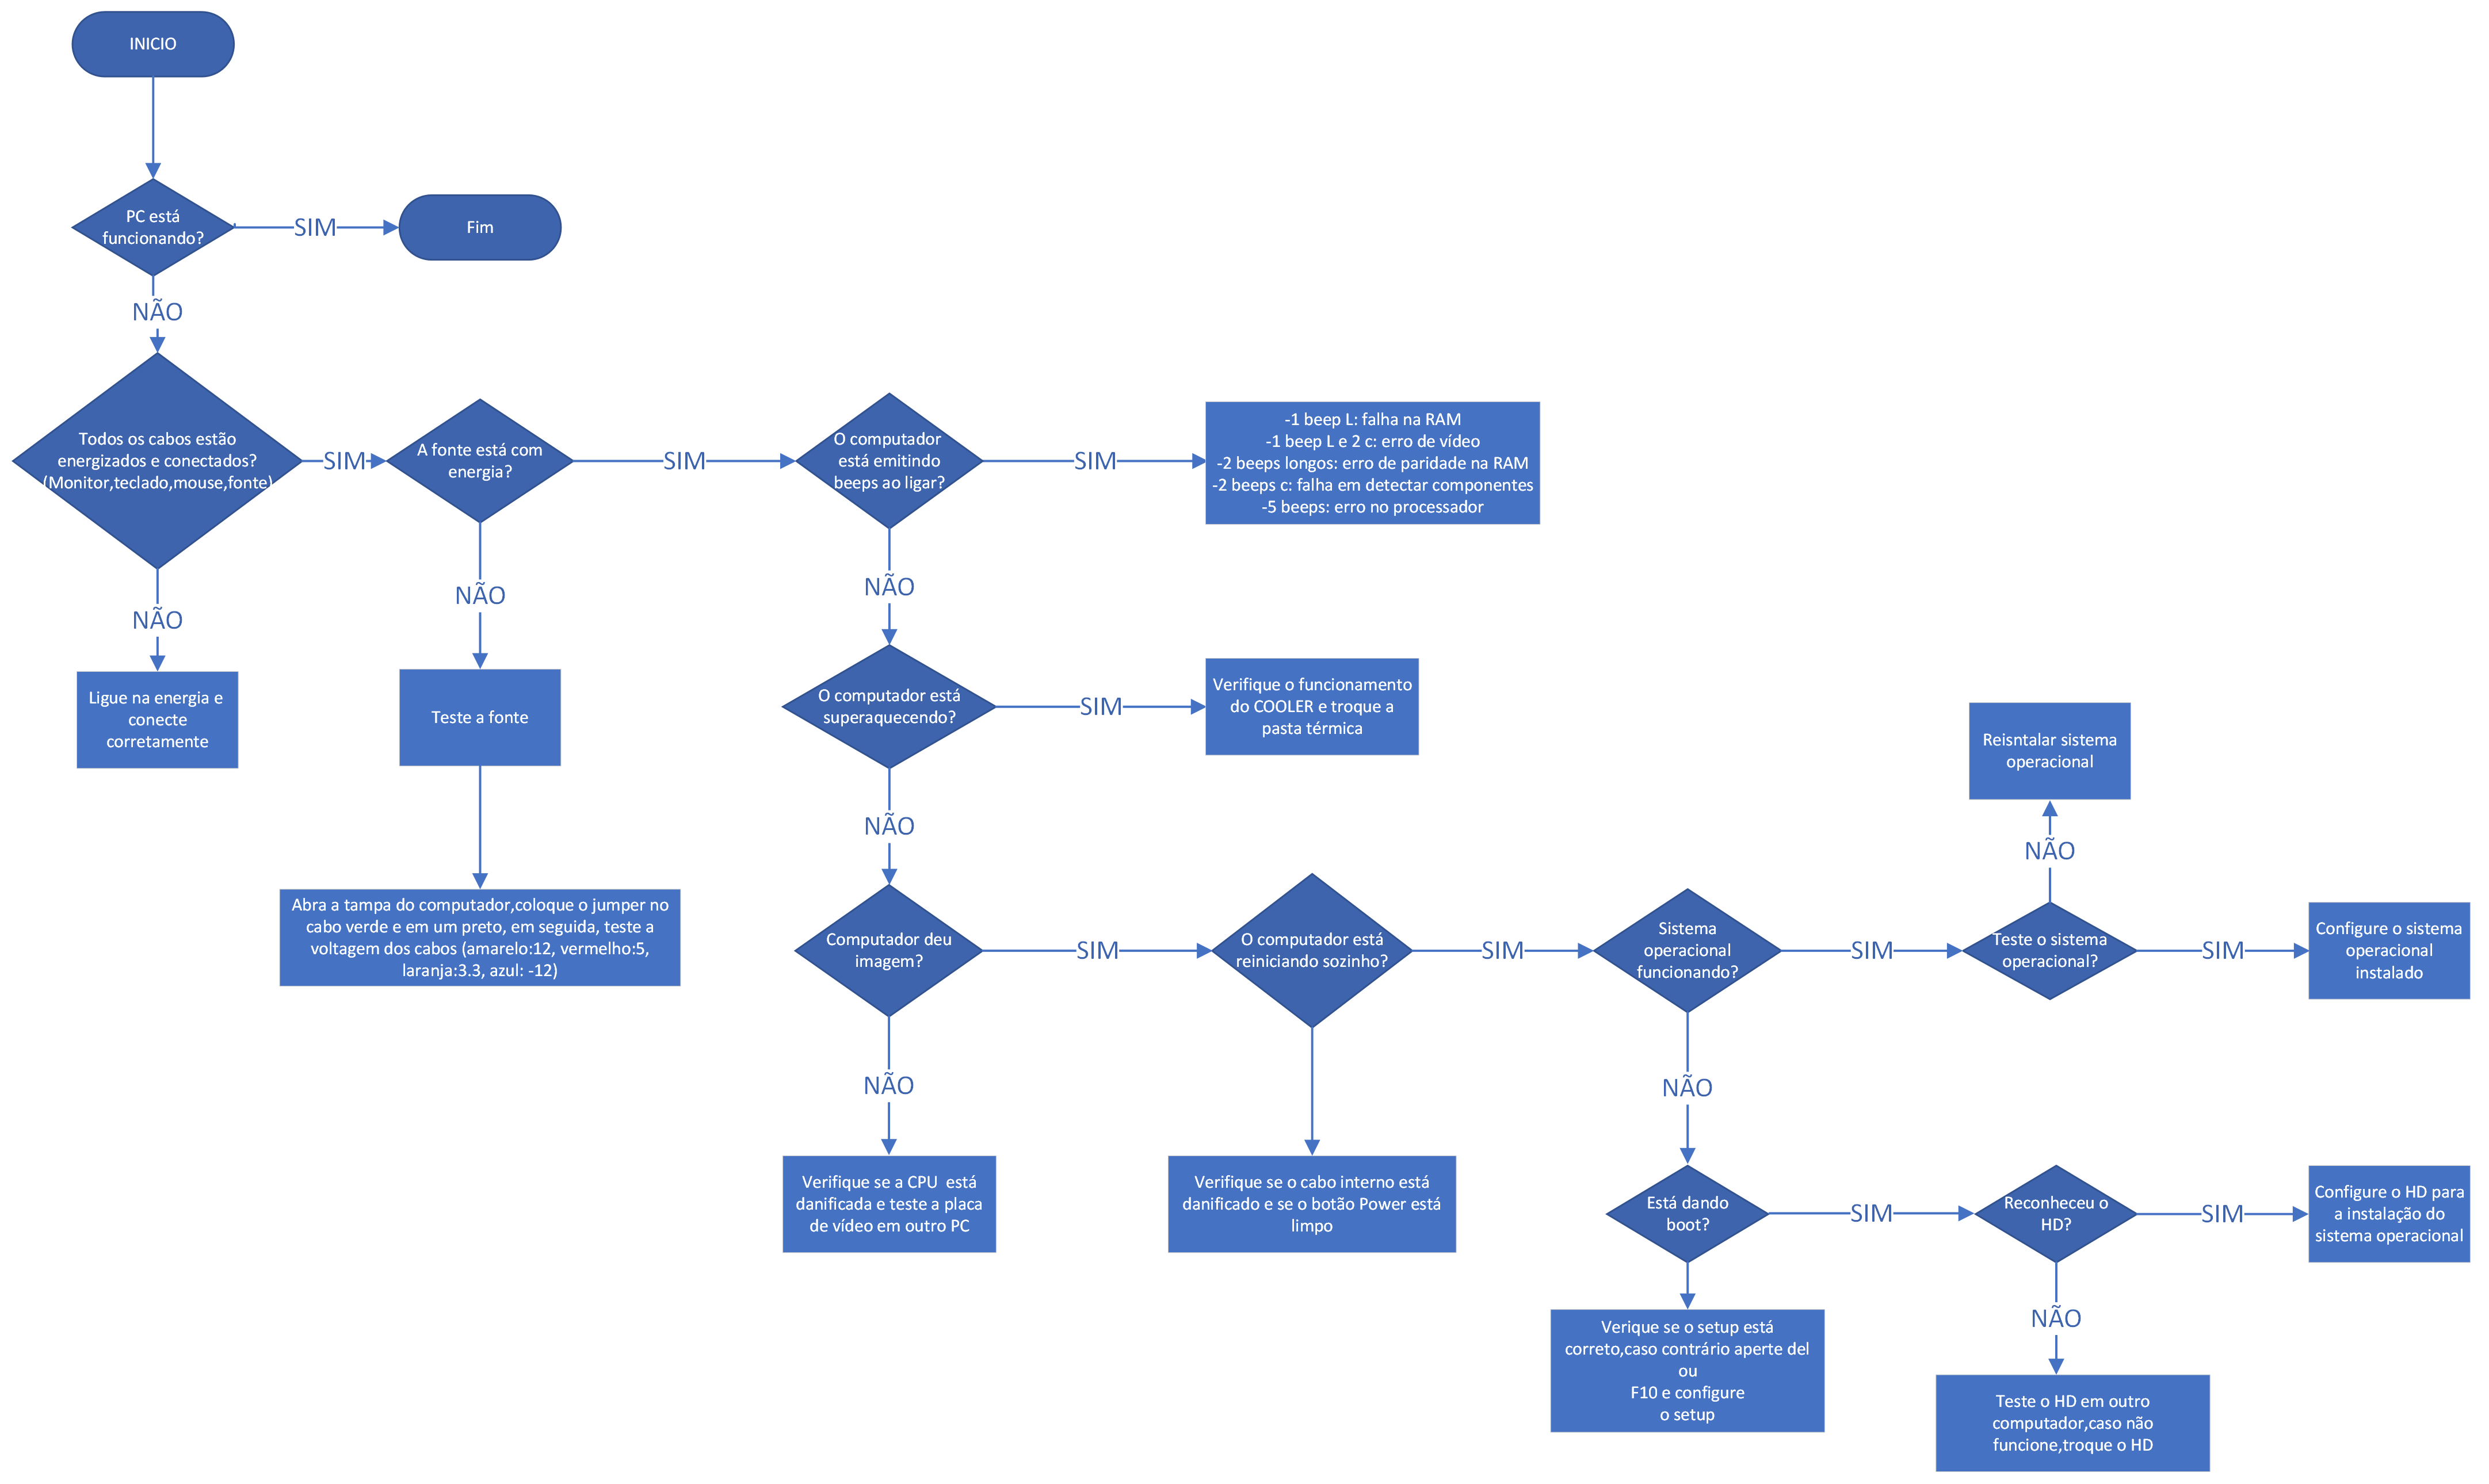 INICIO
PC está
funcionando?
SIM
Fim
NÃO
Todos os cabos estão
energizados e conectados?
(Monitor,teclado,mouse,fonte)
SIM
A fonte está com
energia?
SIM
O computador
está emitindo
beeps ao ligar?
SIM
-1 beep L: falha na RAM
-1 beep L e 2 c: erro de vídeo
-2 beeps longos: erro de paridade na RAM
-2 beeps c: falha em detectar componentes
-5 beeps: erro no processador
NÃO
Ligue na energia e
conecte
corretamente
NÃO
Teste a fonte
Abra a tampa do computador,coloque o jumper no
cabo verde e em um preto, em seguida, teste a
voltagem dos cabos (amarelo:12, vermelho:5,
laranja:3.3, azul: -12)
NÃO
O computador está
superaquecendo?
SIM
Verifique o funcionamento
do COOLER e troque a
pasta térmica
NÃO
Computador deu
imagem?
SIM
O computador está
reiniciando sozinho?
SIM
Sistema
operacional
funcionando?
SIM
Teste o sistema
operacional?
NÃO
Reisntalar sistema
operacional
SIM
Configure o sistema
operacional
instalado
NÃO
Verifique se a CPU  está
danificada e teste a placa
de vídeo em outro PC
Verifique se o cabo interno está
danificado e se o botão Power está
limpo
NÃO
Está dando
boot?
SIM
Reconheceu o
HD?
SIM
Configure o HD para
a instalação do
sistema operacional
Verique se o setup está
correto,caso contrário aperte del
ou
F10 e configure
o setup
NÃO
Teste o HD em outro
computador,caso não
funcione,troque o HD